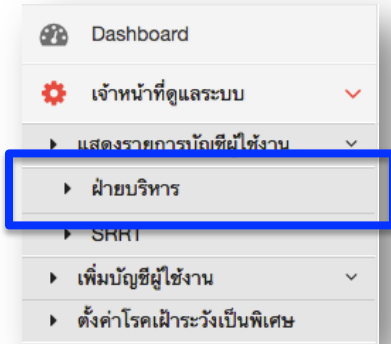 Dashboard
เจ้าหน้าที่ดูแลระบบ
แสดงรายการบัญชีผู้ใช้งาน
ฝ่ายบริหาร
SRRT
เพิ่มบัญชีผู้ใช้งาน
ตั้งค่าโรคเฝ้าระวังเป็นพิเศษ